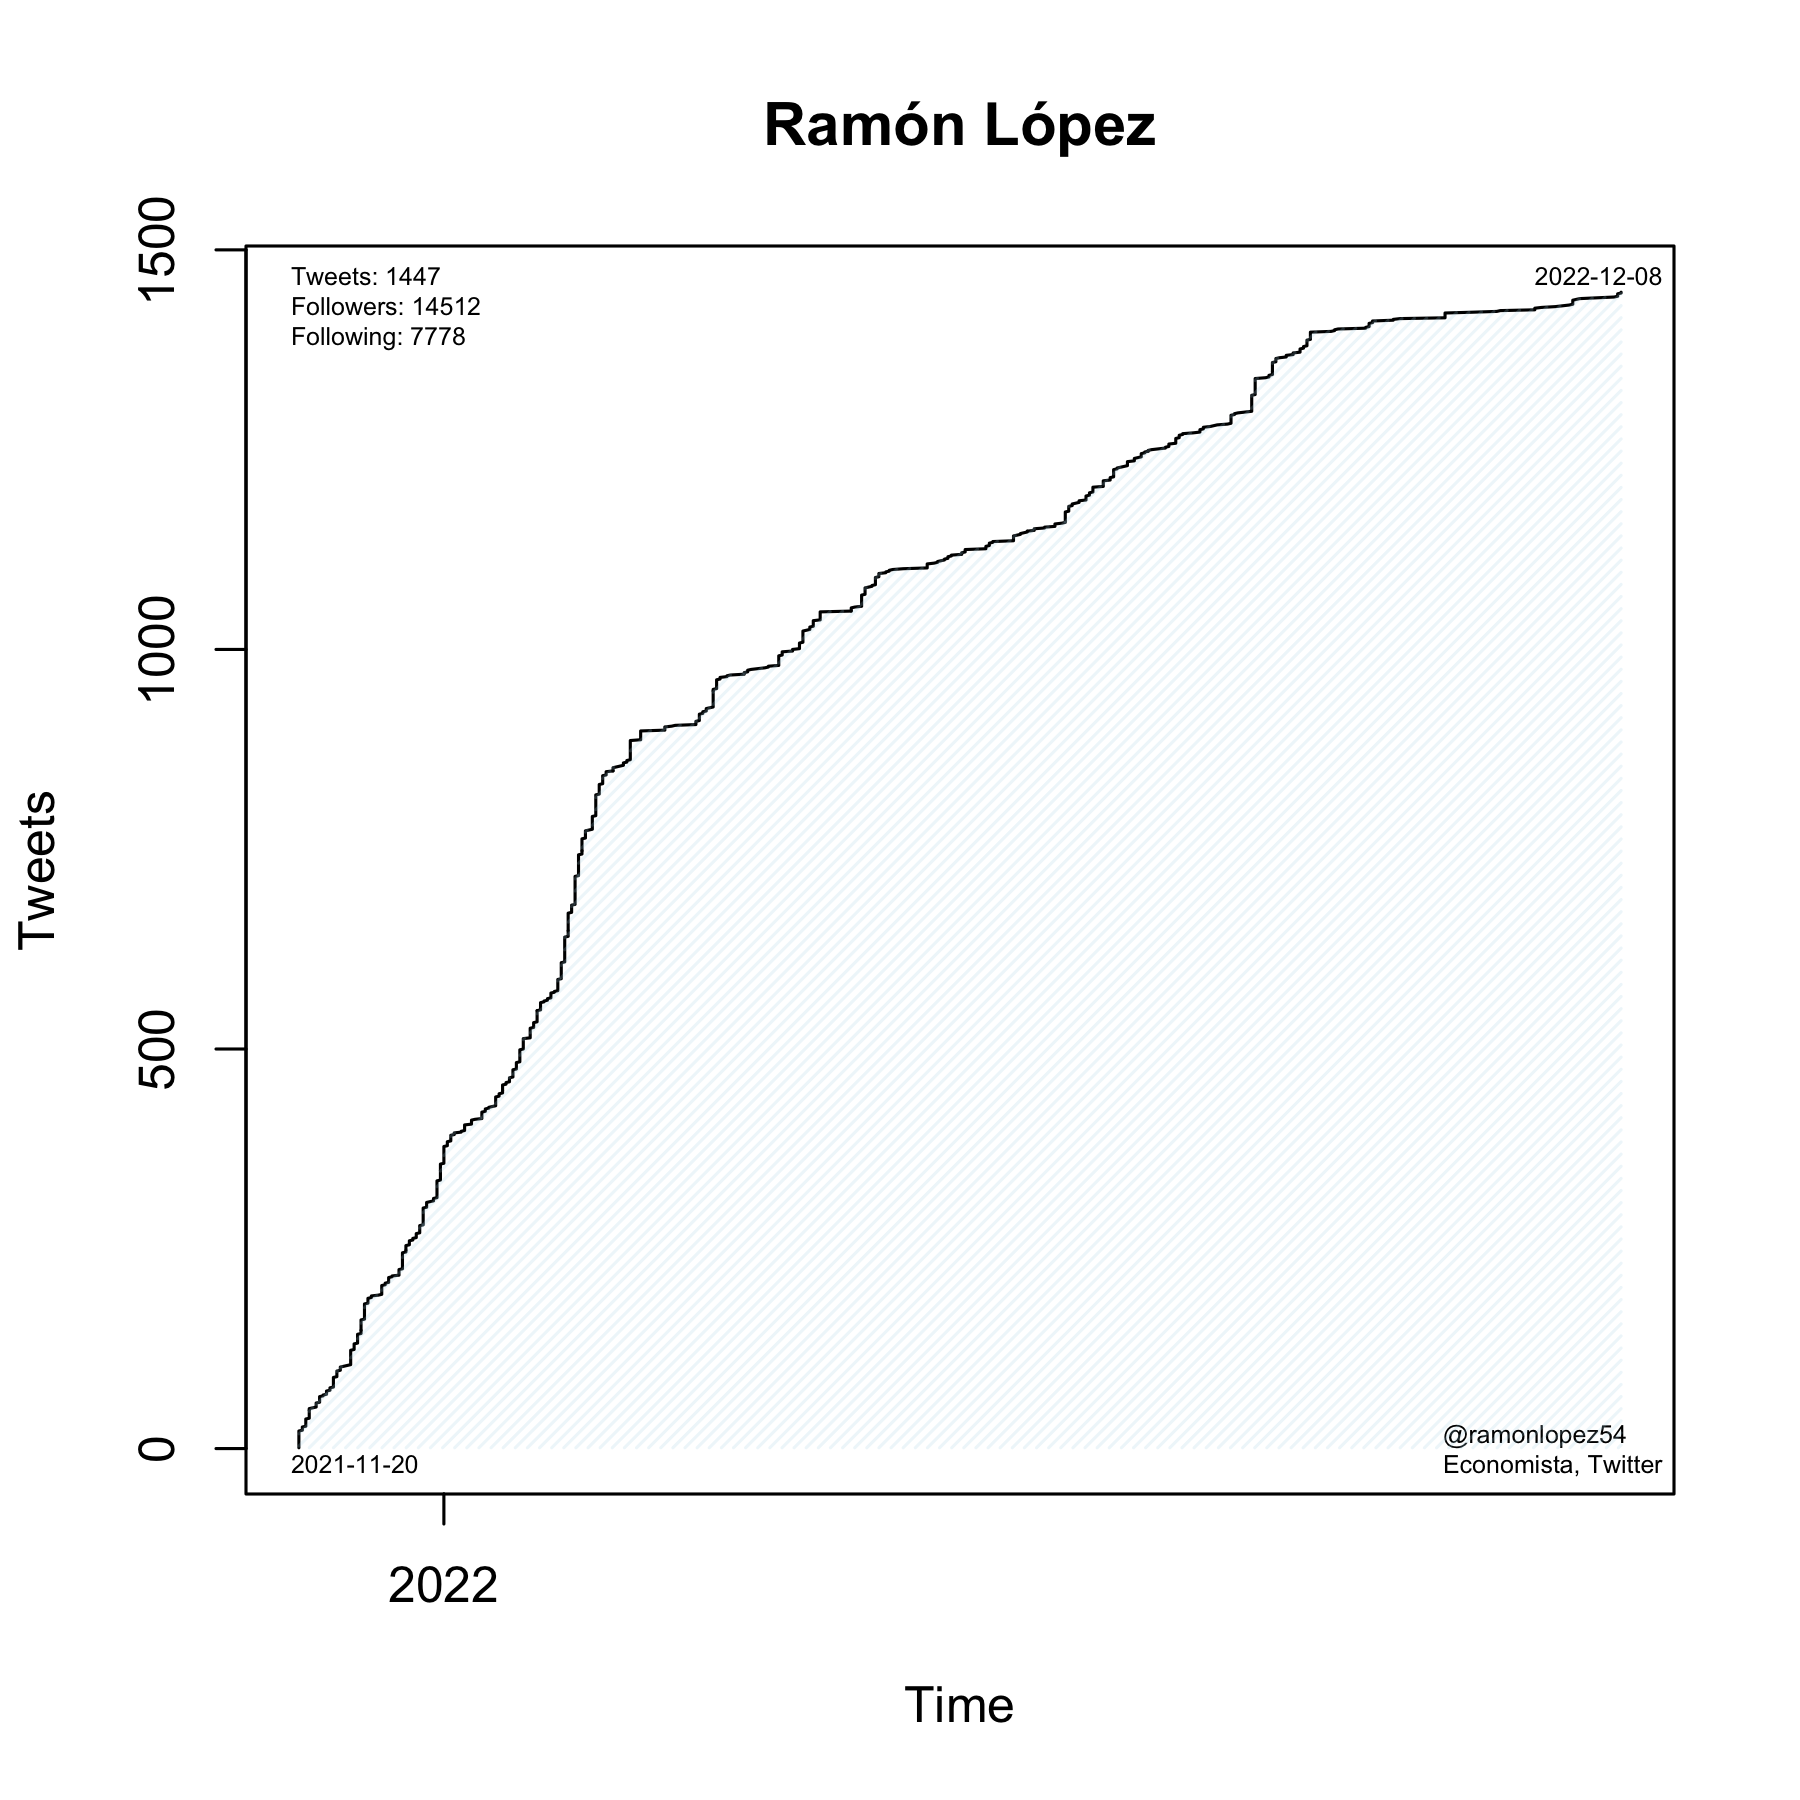 Ramón López
Tweets: 1447
Followers: 14512
Following: 7778
2022-12-08
1500
1000
500
0
Tweets
2021-11-20
@ramonlopez54
Economista, Twitter
2022
Time